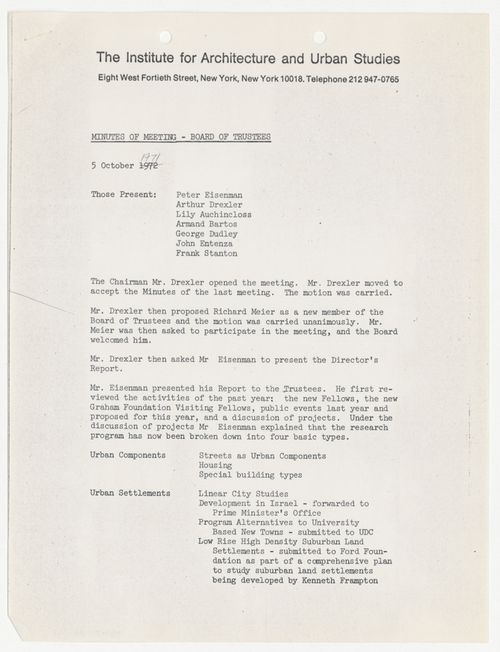 The Institute for Architecture and Urban Studies
Eight West Fortieth Street, New York, New York 10018. Telephone 212 947-0765
MINUTES OF MEETING - BOARD OF TRUSTEES
1971
5 October 1972
Those Present: Peter Eisenman
Arthur Drexler
Lily Auchincloss
Armand Bartos
George Dudley
John Entenza
Frank Stanton
The Chairman Mr. Drexler opened the meeting. Mr. Drexler moved to
accept the Minutes of the last meeting. The motion was carried.
Mr. Drexler then proposed Richard Meier as a new member of the
Board of Trustees and the motion was carried unanimously. Mr.
Meier was then asked to participate in the meeting, and the Board
welcomed him.
Mr. Drexler then asked Mr Eisenman to present the Director's
Report.
Mr. Eisenman presented his Report to the Trustees. He first re-
viewed the activities of the past year: the new Fellows, the new
Graham Foundation Visiting Fellows, public events last year and
proposed for this year, and a discussion of projects. Under the
discussion of projects Mr Eisenman explained that the research
program has now been broken down into four basic types.
Urban Components Streets as Urban Components
Housing
Special building types
Urban Settlements Linear City Studies
Development in Israel - forwarded to
Prime Minister's Office
Program Alternatives to University
Based New Towns - submitted to UDC
Low Rise High Density Suburban Land
Settlements - submitted to Ford Foun-
dation as part of a comprehensive plan
to study suburban land settlements
being developed by Kenneth Frampton